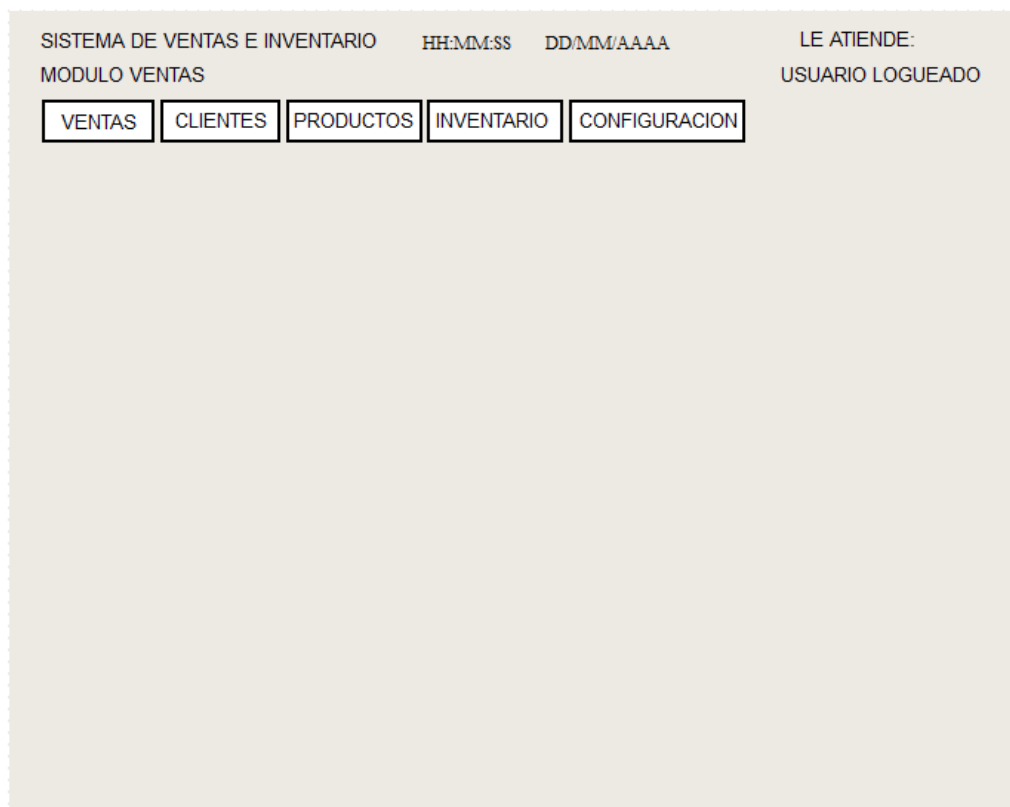 SISTEMA DE VENTAS E INVENTARIO HH:MM:SS DD/MM/AAAA LE ATIENDE:
MODULO VENTAS USUARIO LOGUEADO
VENTAS CLIENTES PRODUCTOS INVENTARIO CONFIGURACION